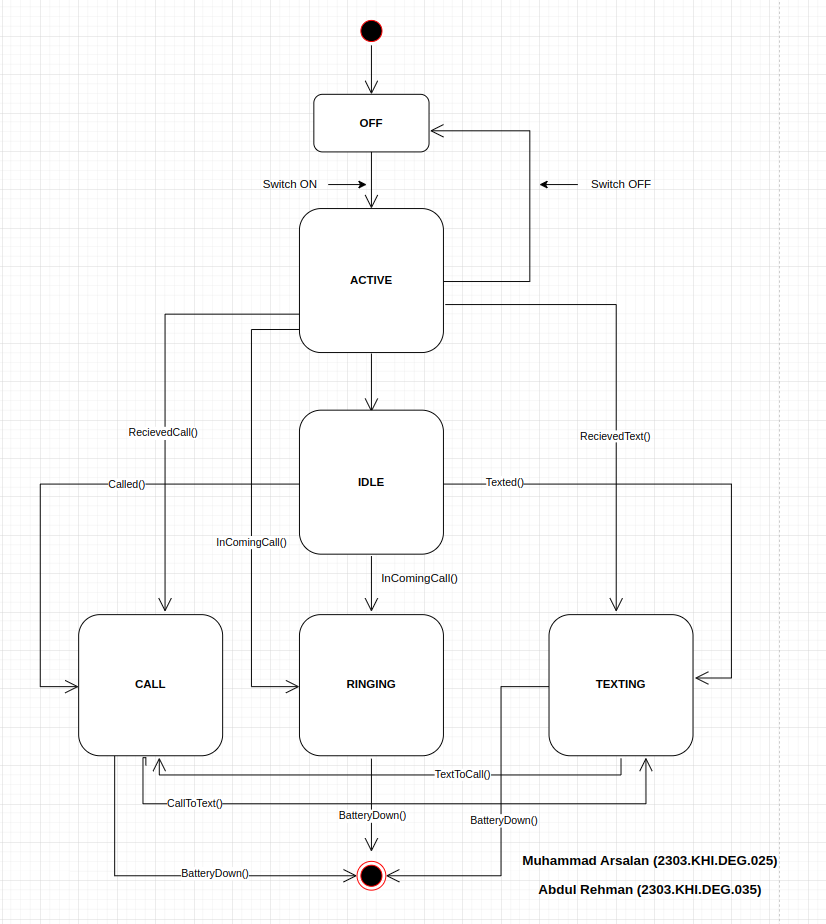 OFF
Switch ON
Switch OFF
ACTIVE
RecievedCall()
RecievedText()
IDLE
Called()
Texted()
InComingCall()
InComingCall()
CALL
RINGING
TEXTING
TextToCall()
CallToText()
BatteryDown()
BatteryDown()
BatteryDown()
Muhammad Arsalan (2303.KHI.DEG.025)
Abdul Rehman (2303.KHI.DEG.035)